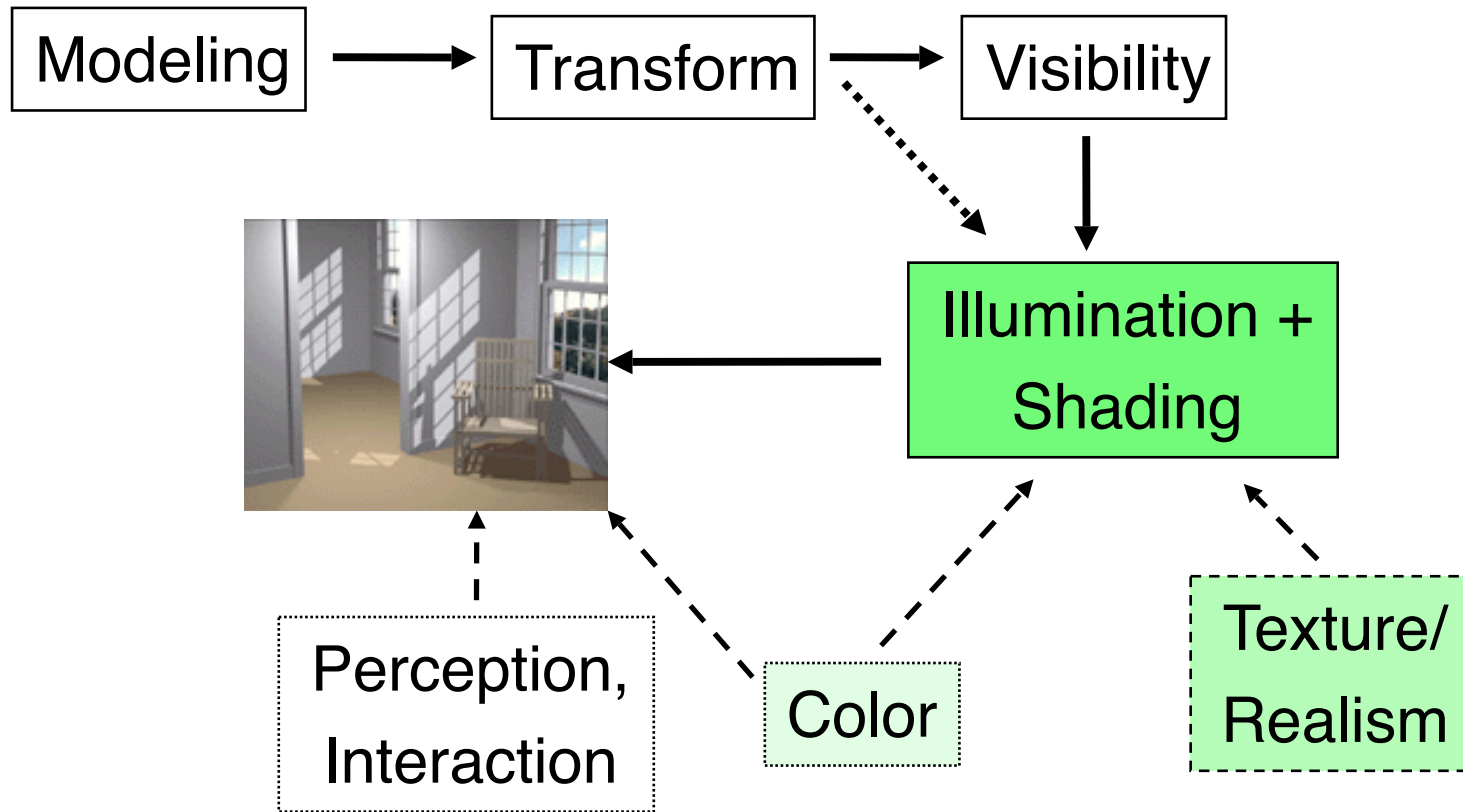 Modeling
Transform
Visibility
Illumination +
Shading
Perception,
Interaction
Color
Texture/
Realism